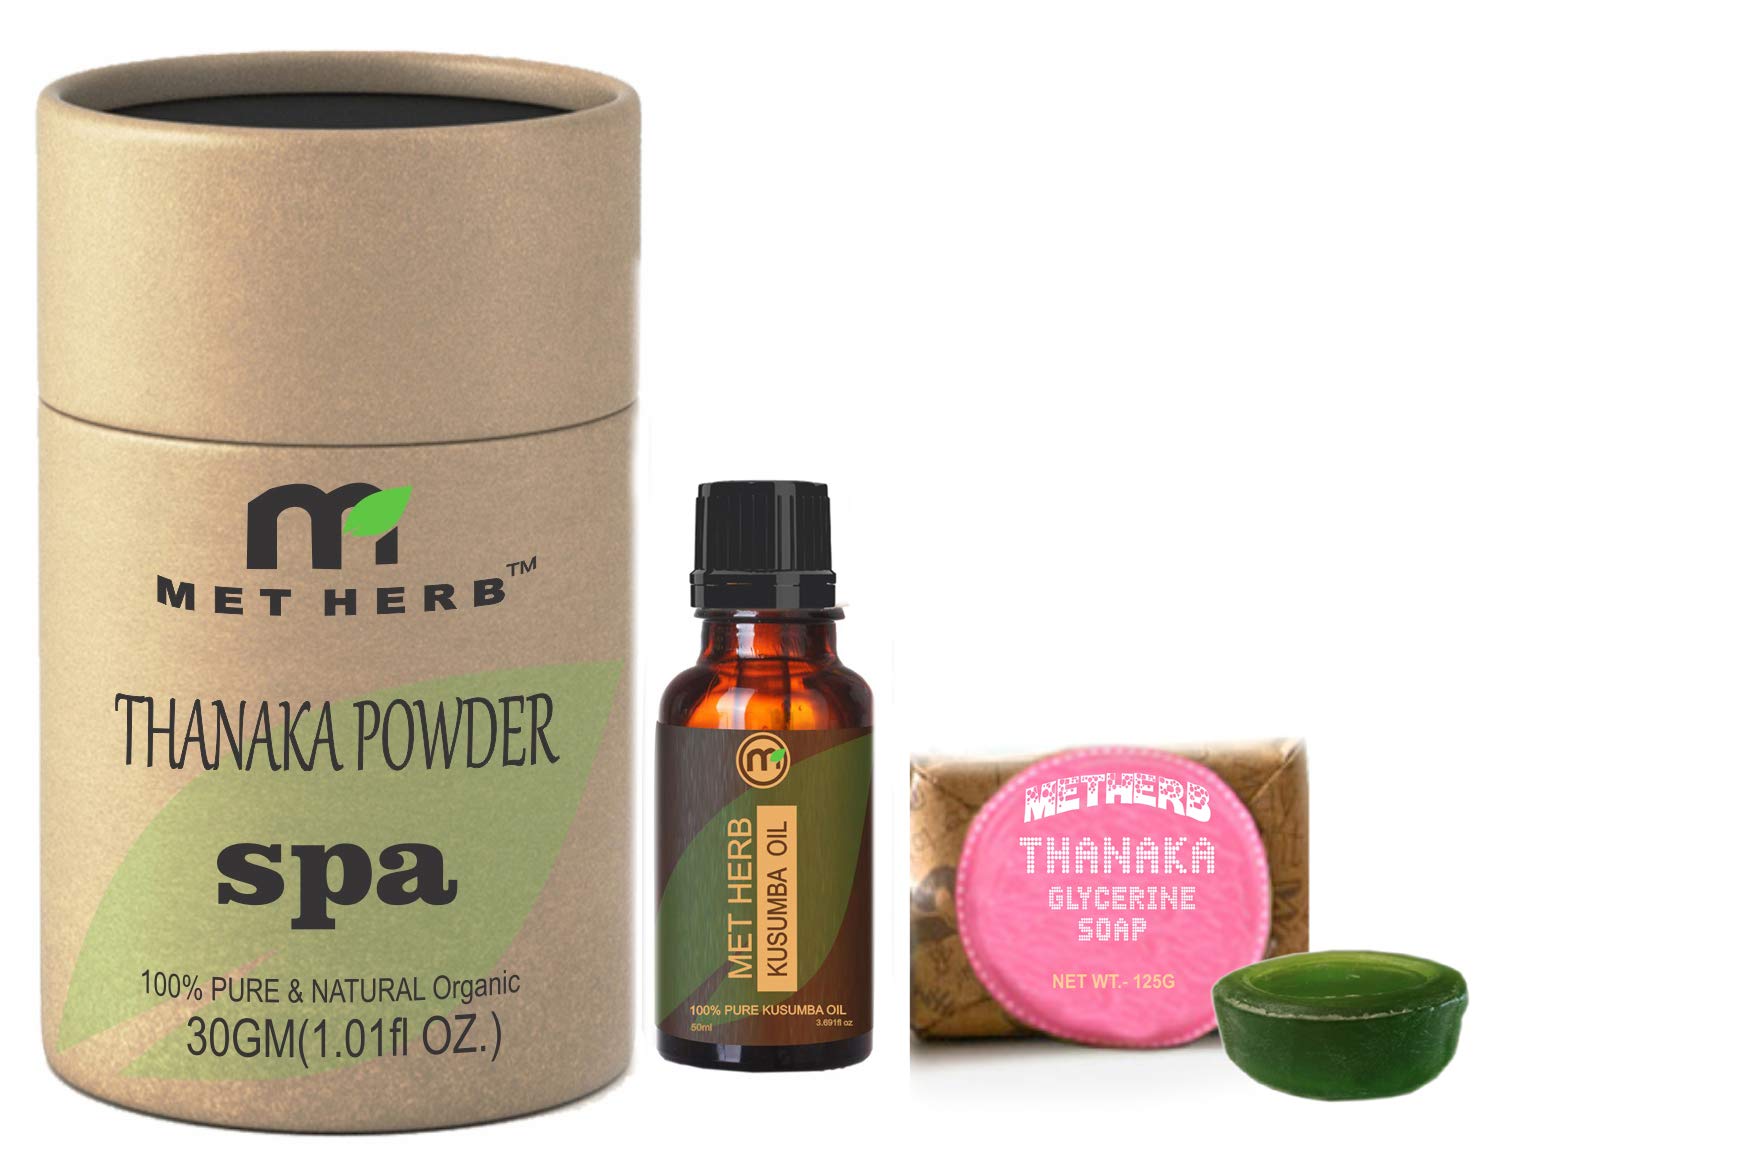 m
MET HERB™
THANAKA POWDER
spa
100% PURE & NATURAL Organic
30GM(1.01fl OZ.)
m
MET HERB
KUSUMBA OIL
100% PURE KUSUMBA OIL
50ml 3.691fl oz
METHERB
THANAKA
GLYCERINE
SOAP
NET WT.- 125G